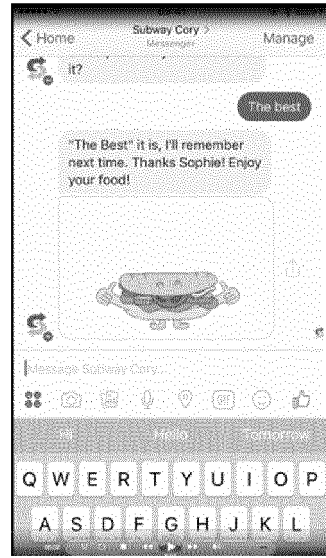 Home
Subway Cory >
Messenger
Manage
it?
The best
"The Best" it is, I'll remember
next time. Thanks Sophie! Enjoy
your food!
Message Subway Cory...
GIF
Hi
Hello
Tomorrow
Q W E R T Y U I O P
A S D F G H J K L